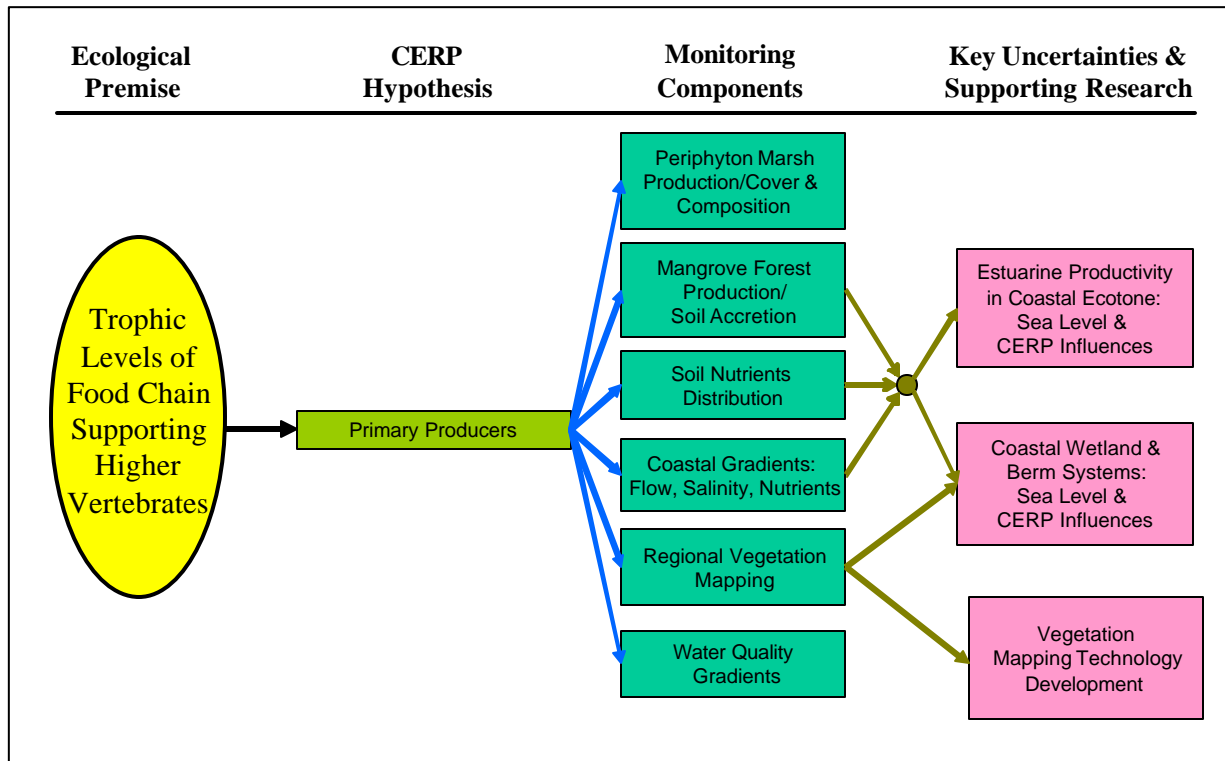 Ecological
Premise
CERP
Hypothesis
Monitoring
Components
Key Uncertainties &
Supporting Research
Trophic
Levels of
Food Chain
Supporting
Higher
Vertebrates
Primary Producers
Periphyton Marsh
Production/Cover &
Composition
Mangrove Forest
Production/
Soil Accretion
Soil Nutrients
Distribution
Coastal Gradients:
Flow, Salinity, Nutrients
Regional Vegetation
Mapping
Water Quality
Gradients
Estuarine Productivity
in Coastal Ecotone:
Sea Level &
CERP Influences
Coastal Wetland &
Berm Systems:
Sea Level &
CERP Influences
Vegetation
Mapping Technology
Development